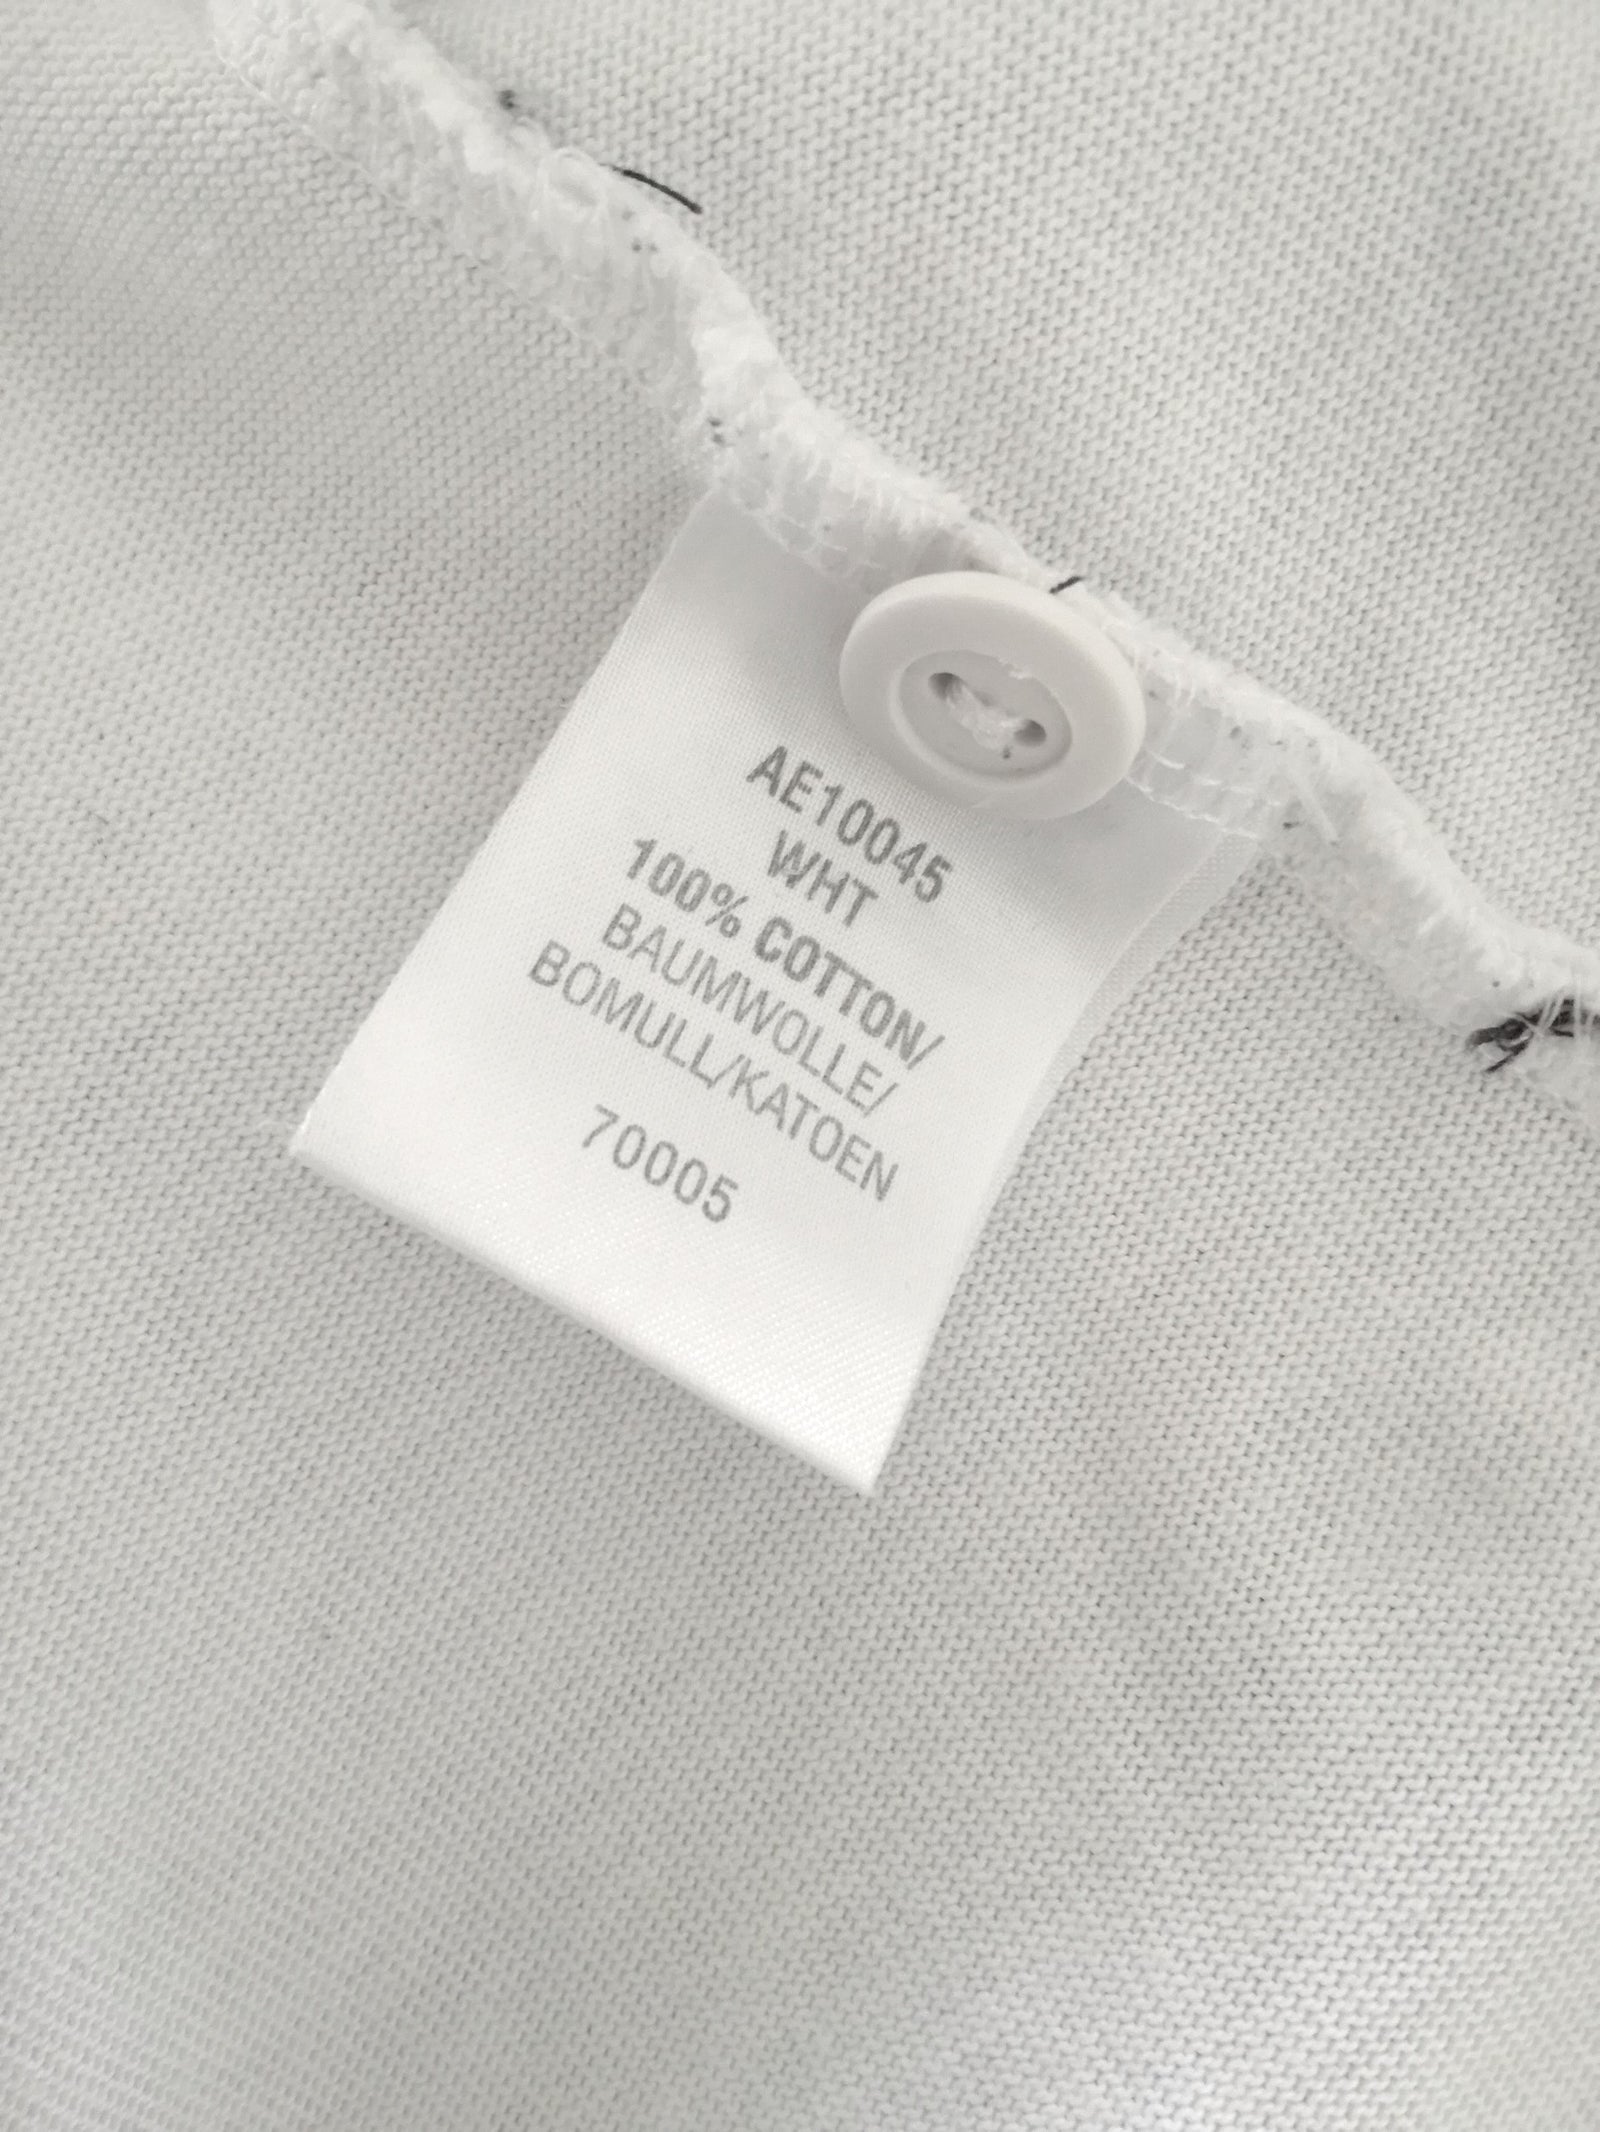 AE10045
WHT
100% COTTON/
BAUMWOLLE/
BOMULL/KATOEN
70005